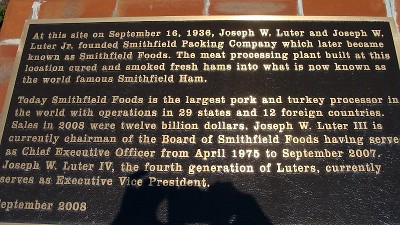 At this site on September 16, 1936, Joseph W. Luter and Joseph W.
Luter Jr. founded Smithfield Packing Company which later became
known as Smithfield Foods. The meat processing plant built at this
location cured and smoked fresh hams into what is now known as
the world famous Smithfield Ham.
Today Smithfield Foods is the largest pork and turkey processor in
the world with operations in 29 states and 12 foreign countries.
Sales in 2008 were twelve billion dollars. Joseph W. Luter III is
currently chairman of the Board of Smithfield Foods having serve
as Chief Executive Officer from April 1975 to September 2007.
Joseph W. Luter IV, the fourth generation of Luters, currently
serves as Executive Vice President.
eptember 2008